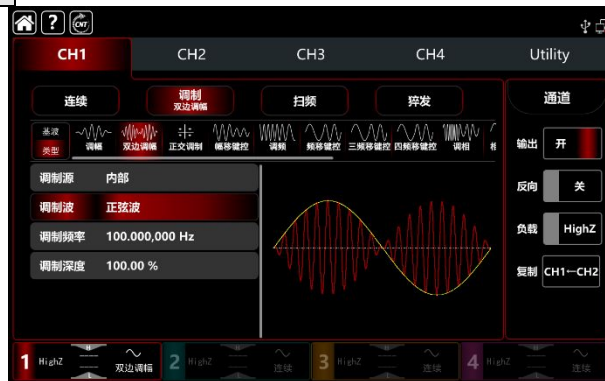 ? CNT
CH1 CH2 CH3 CH4 Utility
连续 调制 扫频 猝发 通道
双边调幅
基波 类型 调幅 双边调幅 正交调制 幅移键控 调频 频移键控 三频移键控 四频移键控 调相
输出 开
调制源 内部
反向 关
调制波 正弦波
负载 HighZ
调制频率 100.000,000 Hz
复制 CH1←CH2
调制深度 100.00 %
1 HighZ 双边调幅 2 HighZ 连续 3 HighZ 连续 4 HighZ 连续